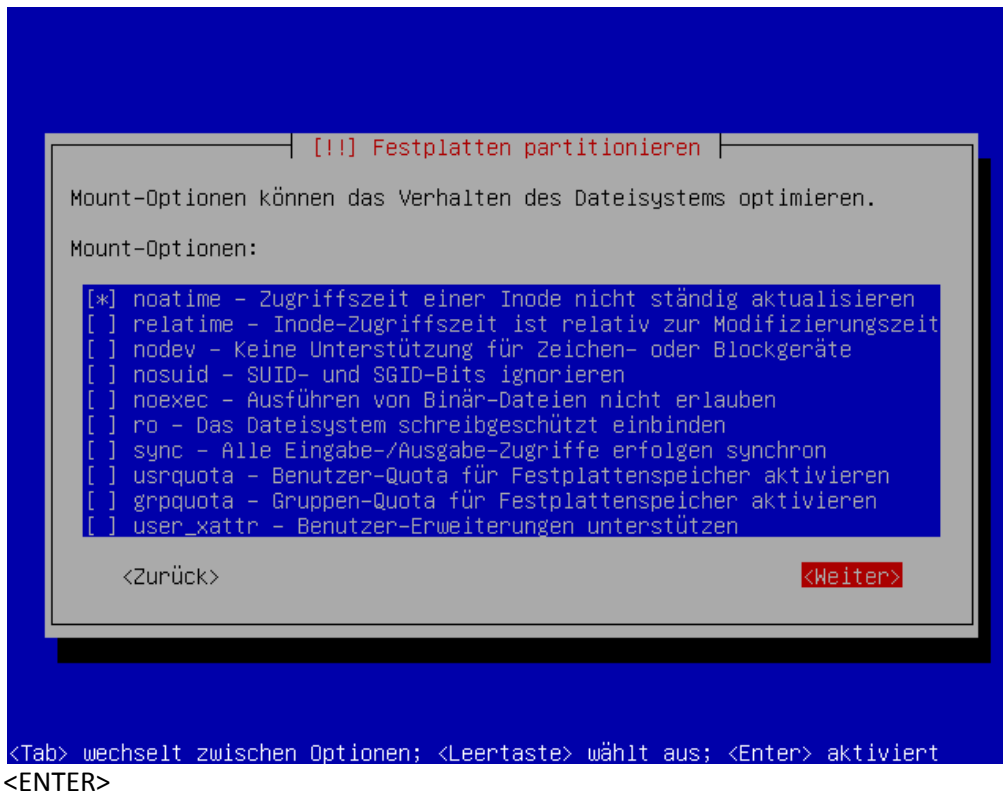 [!!] Festplatten partitionieren
Mount-Optionen können das Verhalten des Dateisystems optimieren.
Mount-Optionen:
[*] noatime – Zugriffszeit einer Inode nicht ständig aktualisieren
[ ] relatime – Inode-Zugriffszeit ist relativ zur Modifizierungszeit
[ ] nodev – Keine Unterstützung für Zeichen- oder Blockgeräte
[ ] nosuid – SUID- und SGID-Bits ignorieren
[ ] noexec – Ausführen von Binär-Dateien nicht erlauben
[ ] ro – Das Dateisystem schreibgeschützt einbinden
[ ] sync – Alle Eingabe-/Ausgabe-Zugriffe erfolgen synchron
[ ] usrquota – Benutzer-Quota für Festplattenspeicher aktivieren
[ ] grpquota – Gruppen-Quota für Festplattenspeicher aktivieren
[ ] user_xattr – Benutzer-Erweiterungen unterstützen
<Zurück> <Weiter>
<Tab> wechselt zwischen Optionen; <Leertaste> wählt aus; <Enter> aktiviert
<ENTER>